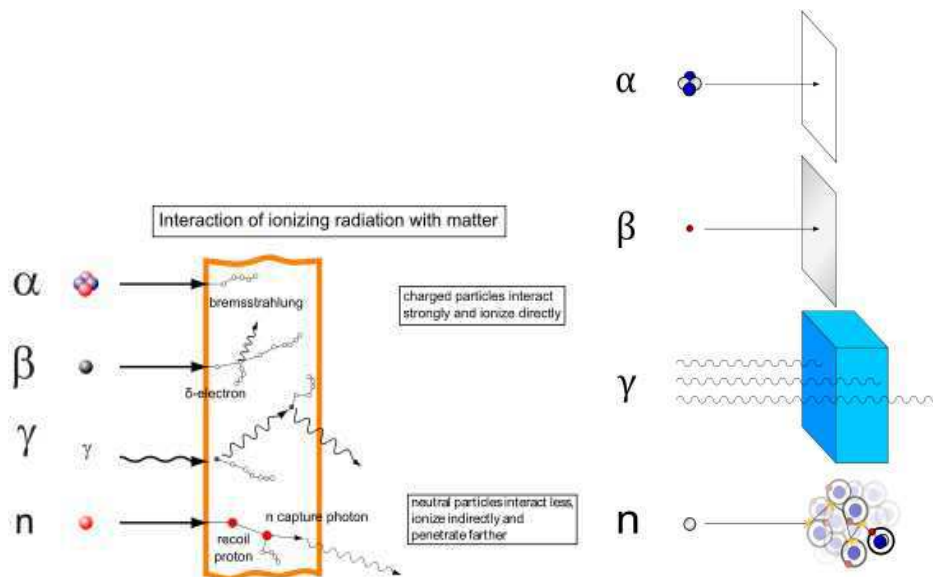 Interaction of ionizing radiation with matter
α
bremsstrahlung
charged particles interact
strongly and ionize directly
β
δ-electron
γ
γ
n
n capture photon
recoil
proton
neutral particles interact less,
ionize indirectly and
penetrate farther
α
β
γ
n